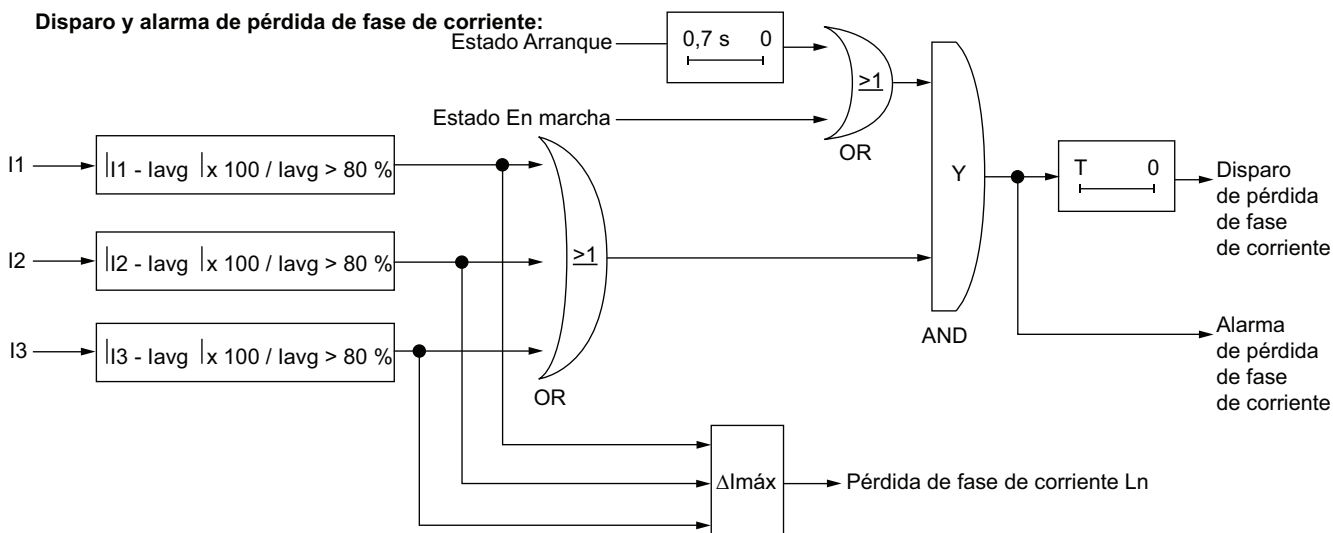 Disparo y alarma de pérdida de fase de corriente:
Estado Arranque
0,7 s 0
≥1
OR
Estado En marcha
I1
|I1 - Iavg | x 100 / Iavg > 80 %
I2
|I2 - Iavg | x 100 / Iavg > 80 %
I3
|I3 - Iavg | x 100 / Iavg > 80 %
≥1
OR
Y
AND
T 0
Disparo
de pérdida
de fase
de corriente
Alarma
de pérdida
de fase
de corriente
ΔImáx
Pérdida de fase de corriente Ln